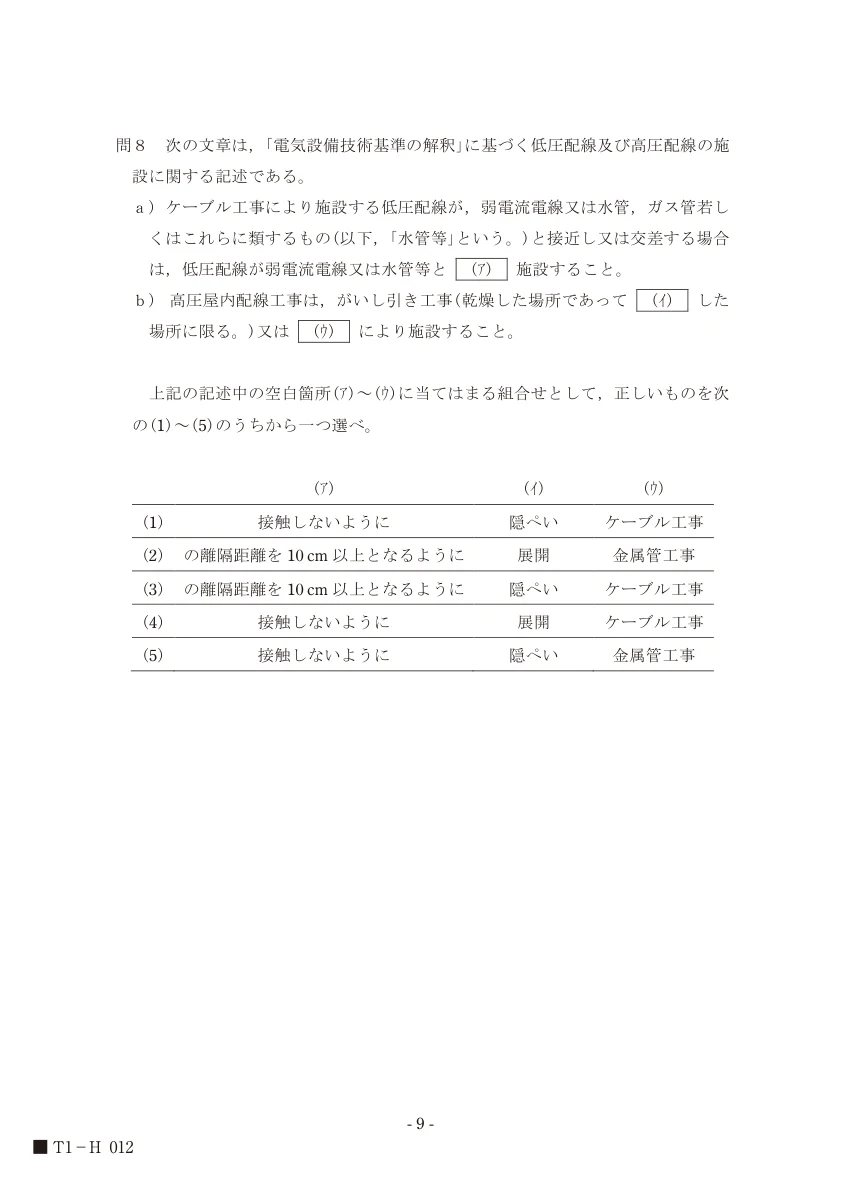 問８　次の文章は，「電気設備技術基準の解釈」に基づく低圧配線及び高圧配線の施
設に関する記述である。
ａ）ケーブル工事により施設する低圧配線が，弱電流電線又は水管，ガス管若し
くはこれらに類するもの（以下，「水管等」という。）と接近し又は交差する場合
は，低圧配線が弱電流電線又は水管等と （ｱ） 施設すること。
ｂ） 高圧屋内配線工事は，がいし引き工事（乾燥した場所であって （ｲ） した
場所に限る。）又は （ｳ） により施設すること。
上記の記述中の空白箇所（ｱ）～（ｳ）に当てはまる組合せとして，正しいものを次
の（1）～（5）のうちから一つ選べ。
（ｱ） （ｲ） （ｳ）
（1） 接触しないように 隠ぺい ケーブル工事
（2） の離隔距離を 10 cm 以上となるように 展開 金属管工事
（3） の離隔距離を 10 cm 以上となるように 隠ぺい ケーブル工事
（4） 接触しないように 展開 ケーブル工事
（5） 接触しないように 隠ぺい 金属管工事
- 9 -
■ T1－H 012